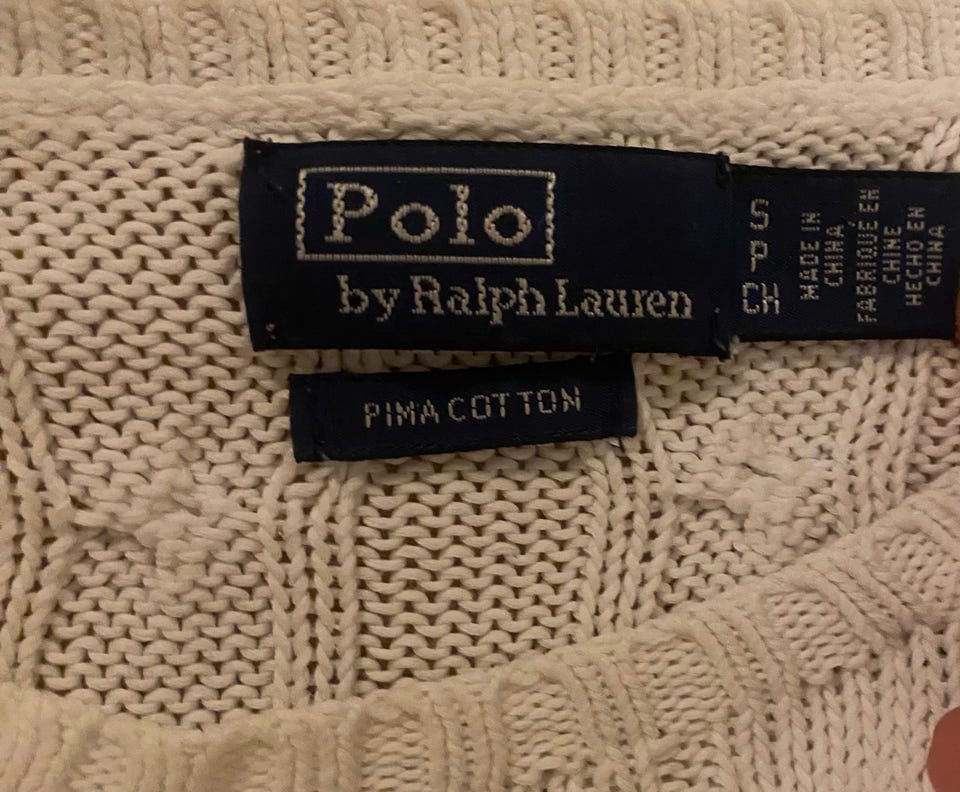 Polo
by Ralph Lauren
PIMA COTTON
S
P
CH
MADE IN
CHINA
FABRIQUÉ EN
CHINE
HECHO EN
CHINA